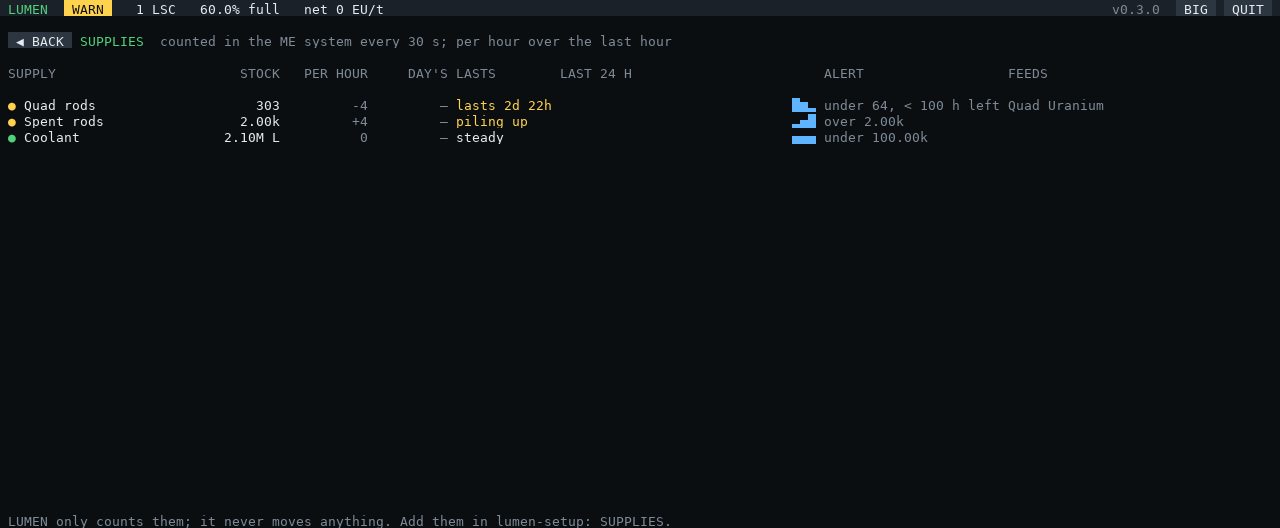 LUMEN WARN 1 LSC 60.0% full net 0 EU/t v0.3.0 BIG QUIT
◀ BACK SUPPLIES counted in the ME system every 30 s; per hour over the last hour
SUPPLY STOCK PER HOUR DAY'S LASTS LAST 24 H ALERT FEEDS
● Quad rods 303 -4 — lasts 2d 22h under 64, < 100 h left Quad Uranium
● Spent rods 2.00k +4 — piling up over 2.00k
● Coolant 2.10M L 0 — steady under 100.00k
LUMEN only counts them; it never moves anything. Add them in lumen-setup: SUPPLIES.